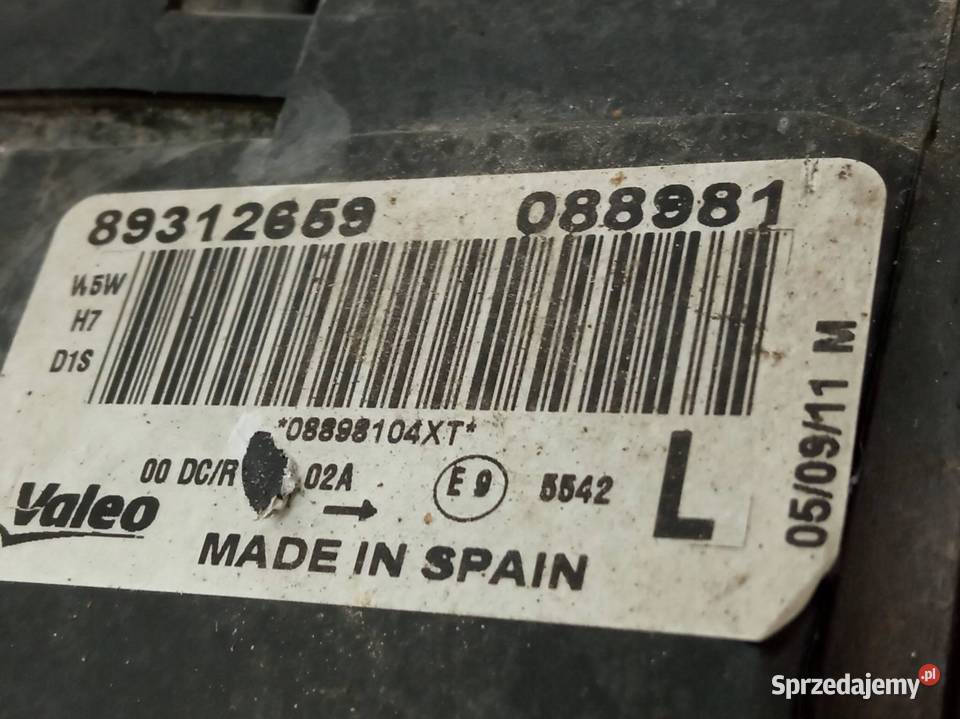 89312659 088981
W5W
H7
D1S
*08898104XT*
00 DC/R 02A
E 9 5542
L
Valeo
MADE IN SPAIN
05/09/11 M
Sprzedajemy.pl